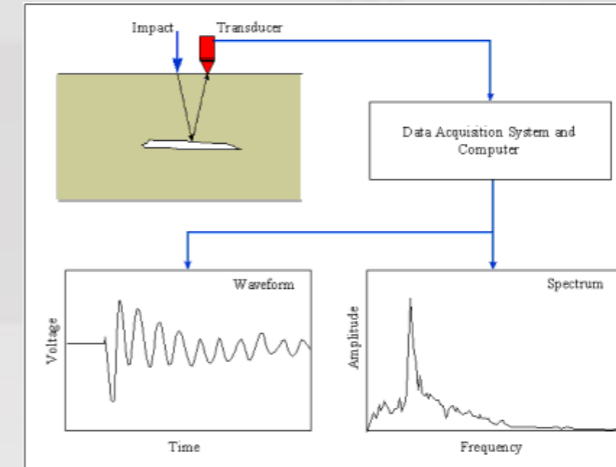 Impact
Transducer
Data Acquisition System and
Computer
Waveform
Voltage
Time
Spectrum
Amplitude
Frequency